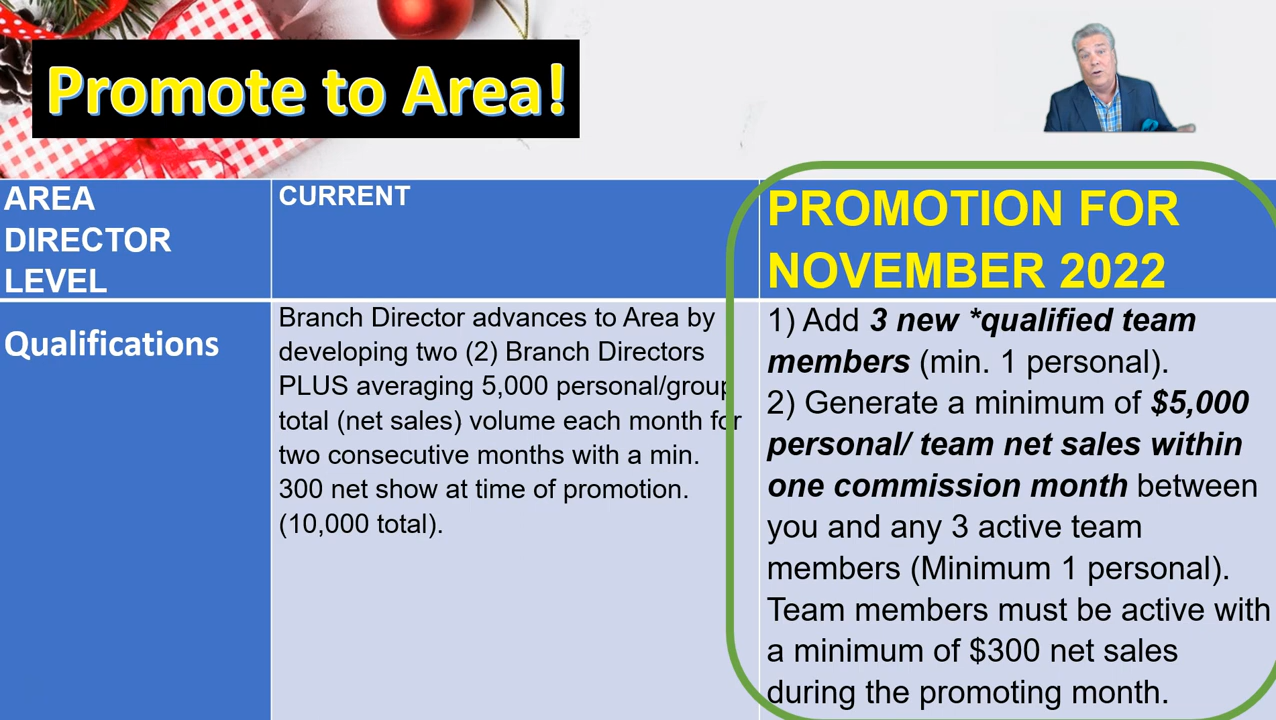 Promote to Area!
AREA
DIRECTOR
LEVEL
CURRENT
PROMOTION FOR
NOVEMBER 2022
Qualifications
Branch Director advances to Area by
developing two (2) Branch Directors
PLUS averaging 5,000 personal/group
total (net sales) volume each month for
two consecutive months with a min.
300 net show at time of promotion.
(10,000 total).
1) Add 3 new *qualified team
members (min. 1 personal).
2) Generate a minimum of $5,000
personal/ team net sales within
one commission month between
you and any 3 active team
members (Minimum 1 personal).
Team members must be active with
a minimum of $300 net sales
during the promoting month.